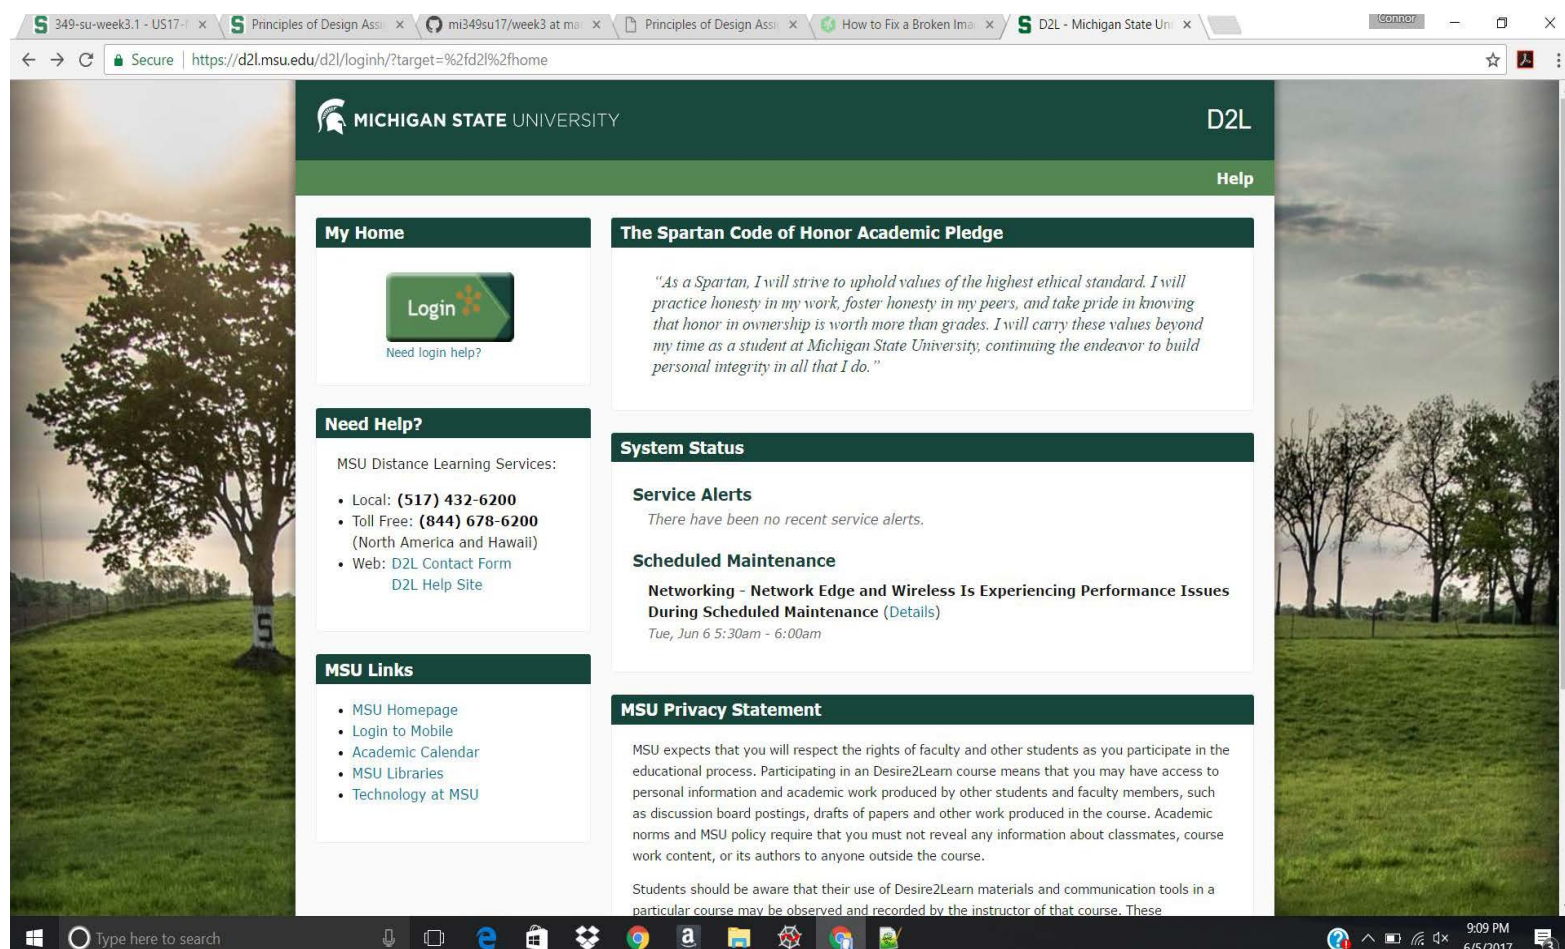 349-su-week3.1 - US17-
Principles of Design Assi
mi349su17/week3 at mas
Principles of Design Assi
How to Fix a Broken Ima
D2L - Michigan State Uni
Connor
Secure
https://d2l.msu.edu/d2l/loginh/?target=%2fd2l%2fhome
MICHIGAN STATE UNIVERSITY
D2L
Help
My Home
Login
Need login help?
Need Help?
MSU Distance Learning Services:
• Local: (517) 432-6200
• Toll Free: (844) 678-6200
(North America and Hawaii)
• Web: D2L Contact Form
D2L Help Site
MSU Links
• MSU Homepage
• Login to Mobile
• Academic Calendar
• MSU Libraries
• Technology at MSU
The Spartan Code of Honor Academic Pledge
“As a Spartan, I will strive to uphold values of the highest ethical standard. I will
practice honesty in my work, foster honesty in my peers, and take pride in knowing
that honor in ownership is worth more than grades. I will carry these values beyond
my time as a student at Michigan State University, continuing the endeavor to build
personal integrity in all that I do.”
System Status
Service Alerts
There have been no recent service alerts.
Scheduled Maintenance
Networking - Network Edge and Wireless Is Experiencing Performance Issues
During Scheduled Maintenance (Details)
Tue, Jun 6 5:30am - 6:00am
MSU Privacy Statement
MSU expects that you will respect the rights of faculty and other students as you participate in the
educational process. Participating in an Desire2Learn course means that you may have access to
personal information and academic work produced by other students and faculty members, such
as discussion board postings, drafts of papers and other work produced in the course. Academic
norms and MSU policy require that you must not reveal any information about classmates, course
work content, or its authors to anyone outside the course.
Students should be aware that their use of Desire2Learn materials and communication tools in a
particular course may be observed and recorded by the instructor of that course. These
S
Type here to search
9:09 PM
6/5/2017